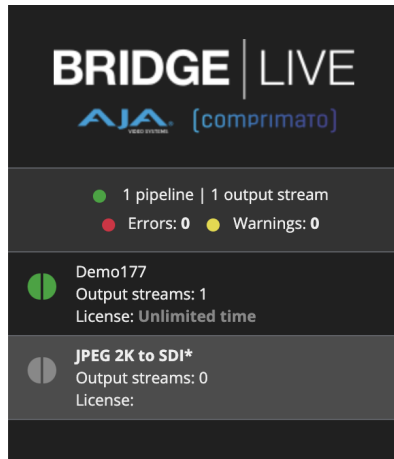 BRIDGE | LIVE
AJA VIDEO SYSTEMS [comprimato]
1 pipeline | 1 output stream
Errors: 0 Warnings: 0
Demo177
Output streams: 1
License: Unlimited time
JPEG 2K to SDI*
Output streams: 0
License: